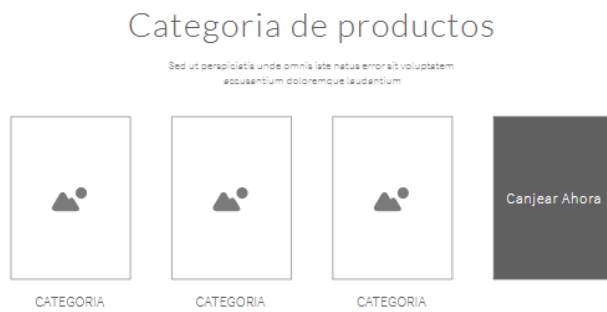 Categoria de productos
Sed ut perspiciatis unde omnis iste natus error sit voluptatem
accusantium doloremque laudantium
Canjear Ahora
CATEGORIA
CATEGORIA
CATEGORIA